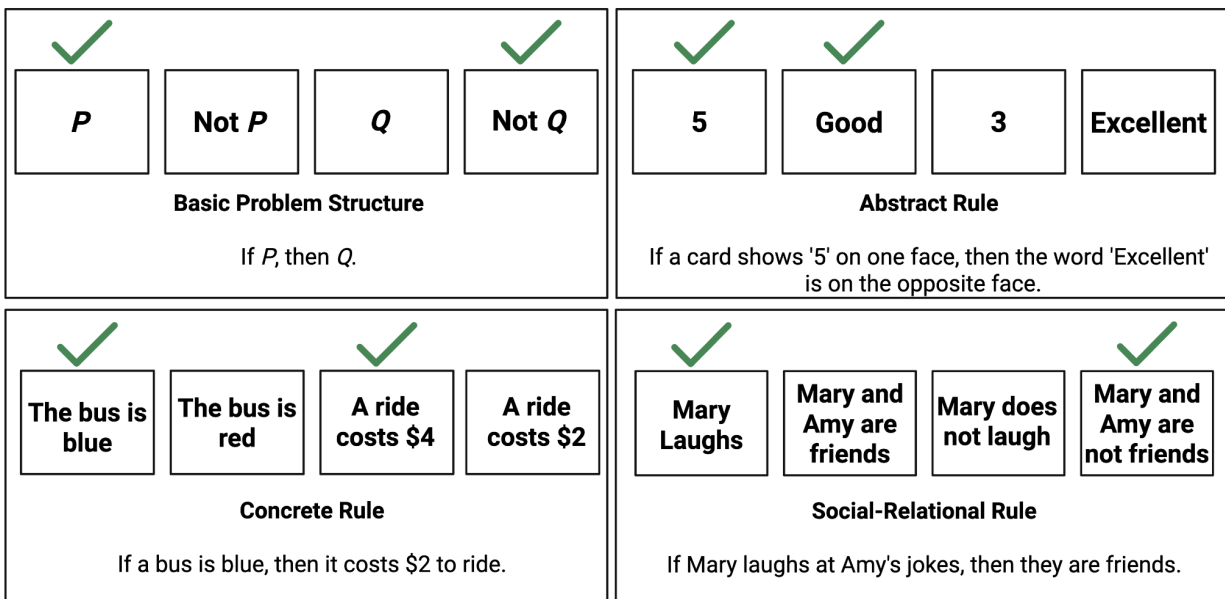 P
Not P
Q
Not Q
Basic Problem Structure
If P, then Q.
5
Good
3
Excellent
Abstract Rule
If a card shows '5' on one face, then the word 'Excellent'
is on the opposite face.
The bus is
blue
The bus is
red
A ride
costs $4
A ride
costs $2
Concrete Rule
If a bus is blue, then it costs $2 to ride.
Mary
Laughs
Mary and
Amy are
friends
Mary does
not laugh
Mary and
Amy are
not friends
Social-Relational Rule
If Mary laughs at Amy's jokes, then they are friends.